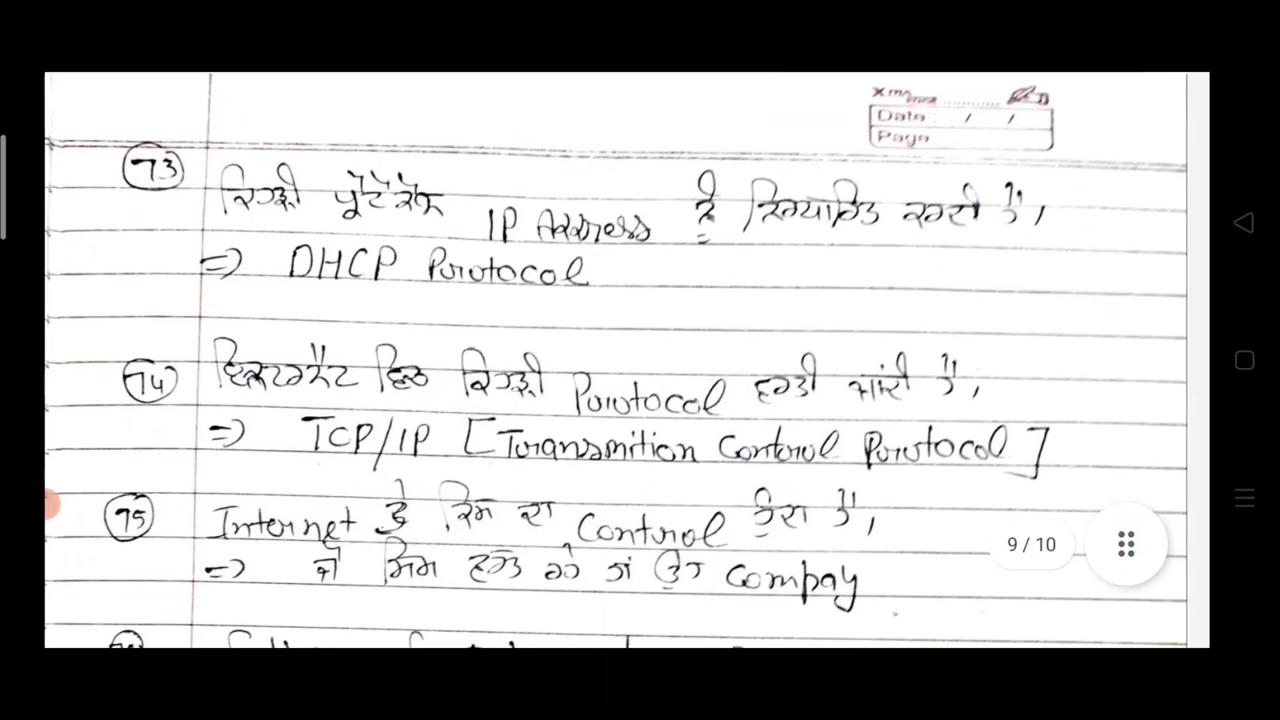 Date / /
Page
73 ਕਿਹੜੀ ਪ੍ਰੋਟੋਕੋਲ IP Address ਨੂੰ ਨਿਰਧਾਰਿਤ ਕਰਦੀ ਹੈ।
=> DHCP Protocol
74 ਇੰਟਰਨੈਟ ਵਿਚ ਕਿਹੜੀ Protocol ਵਰਤੀ ਜਾਂਦੀ ਹੈ।
=> TCP/IP [Transmition Control Protocol]
75 Internet ਤੇ ਕਿਸ ਦਾ Control ਹੁੰਦਾ ਹੈ।
=> ਜੋ ਸਿਮ ਵਰਤ ਰਹੇ ਹਾਂ ਉਹ Compay
9 / 10